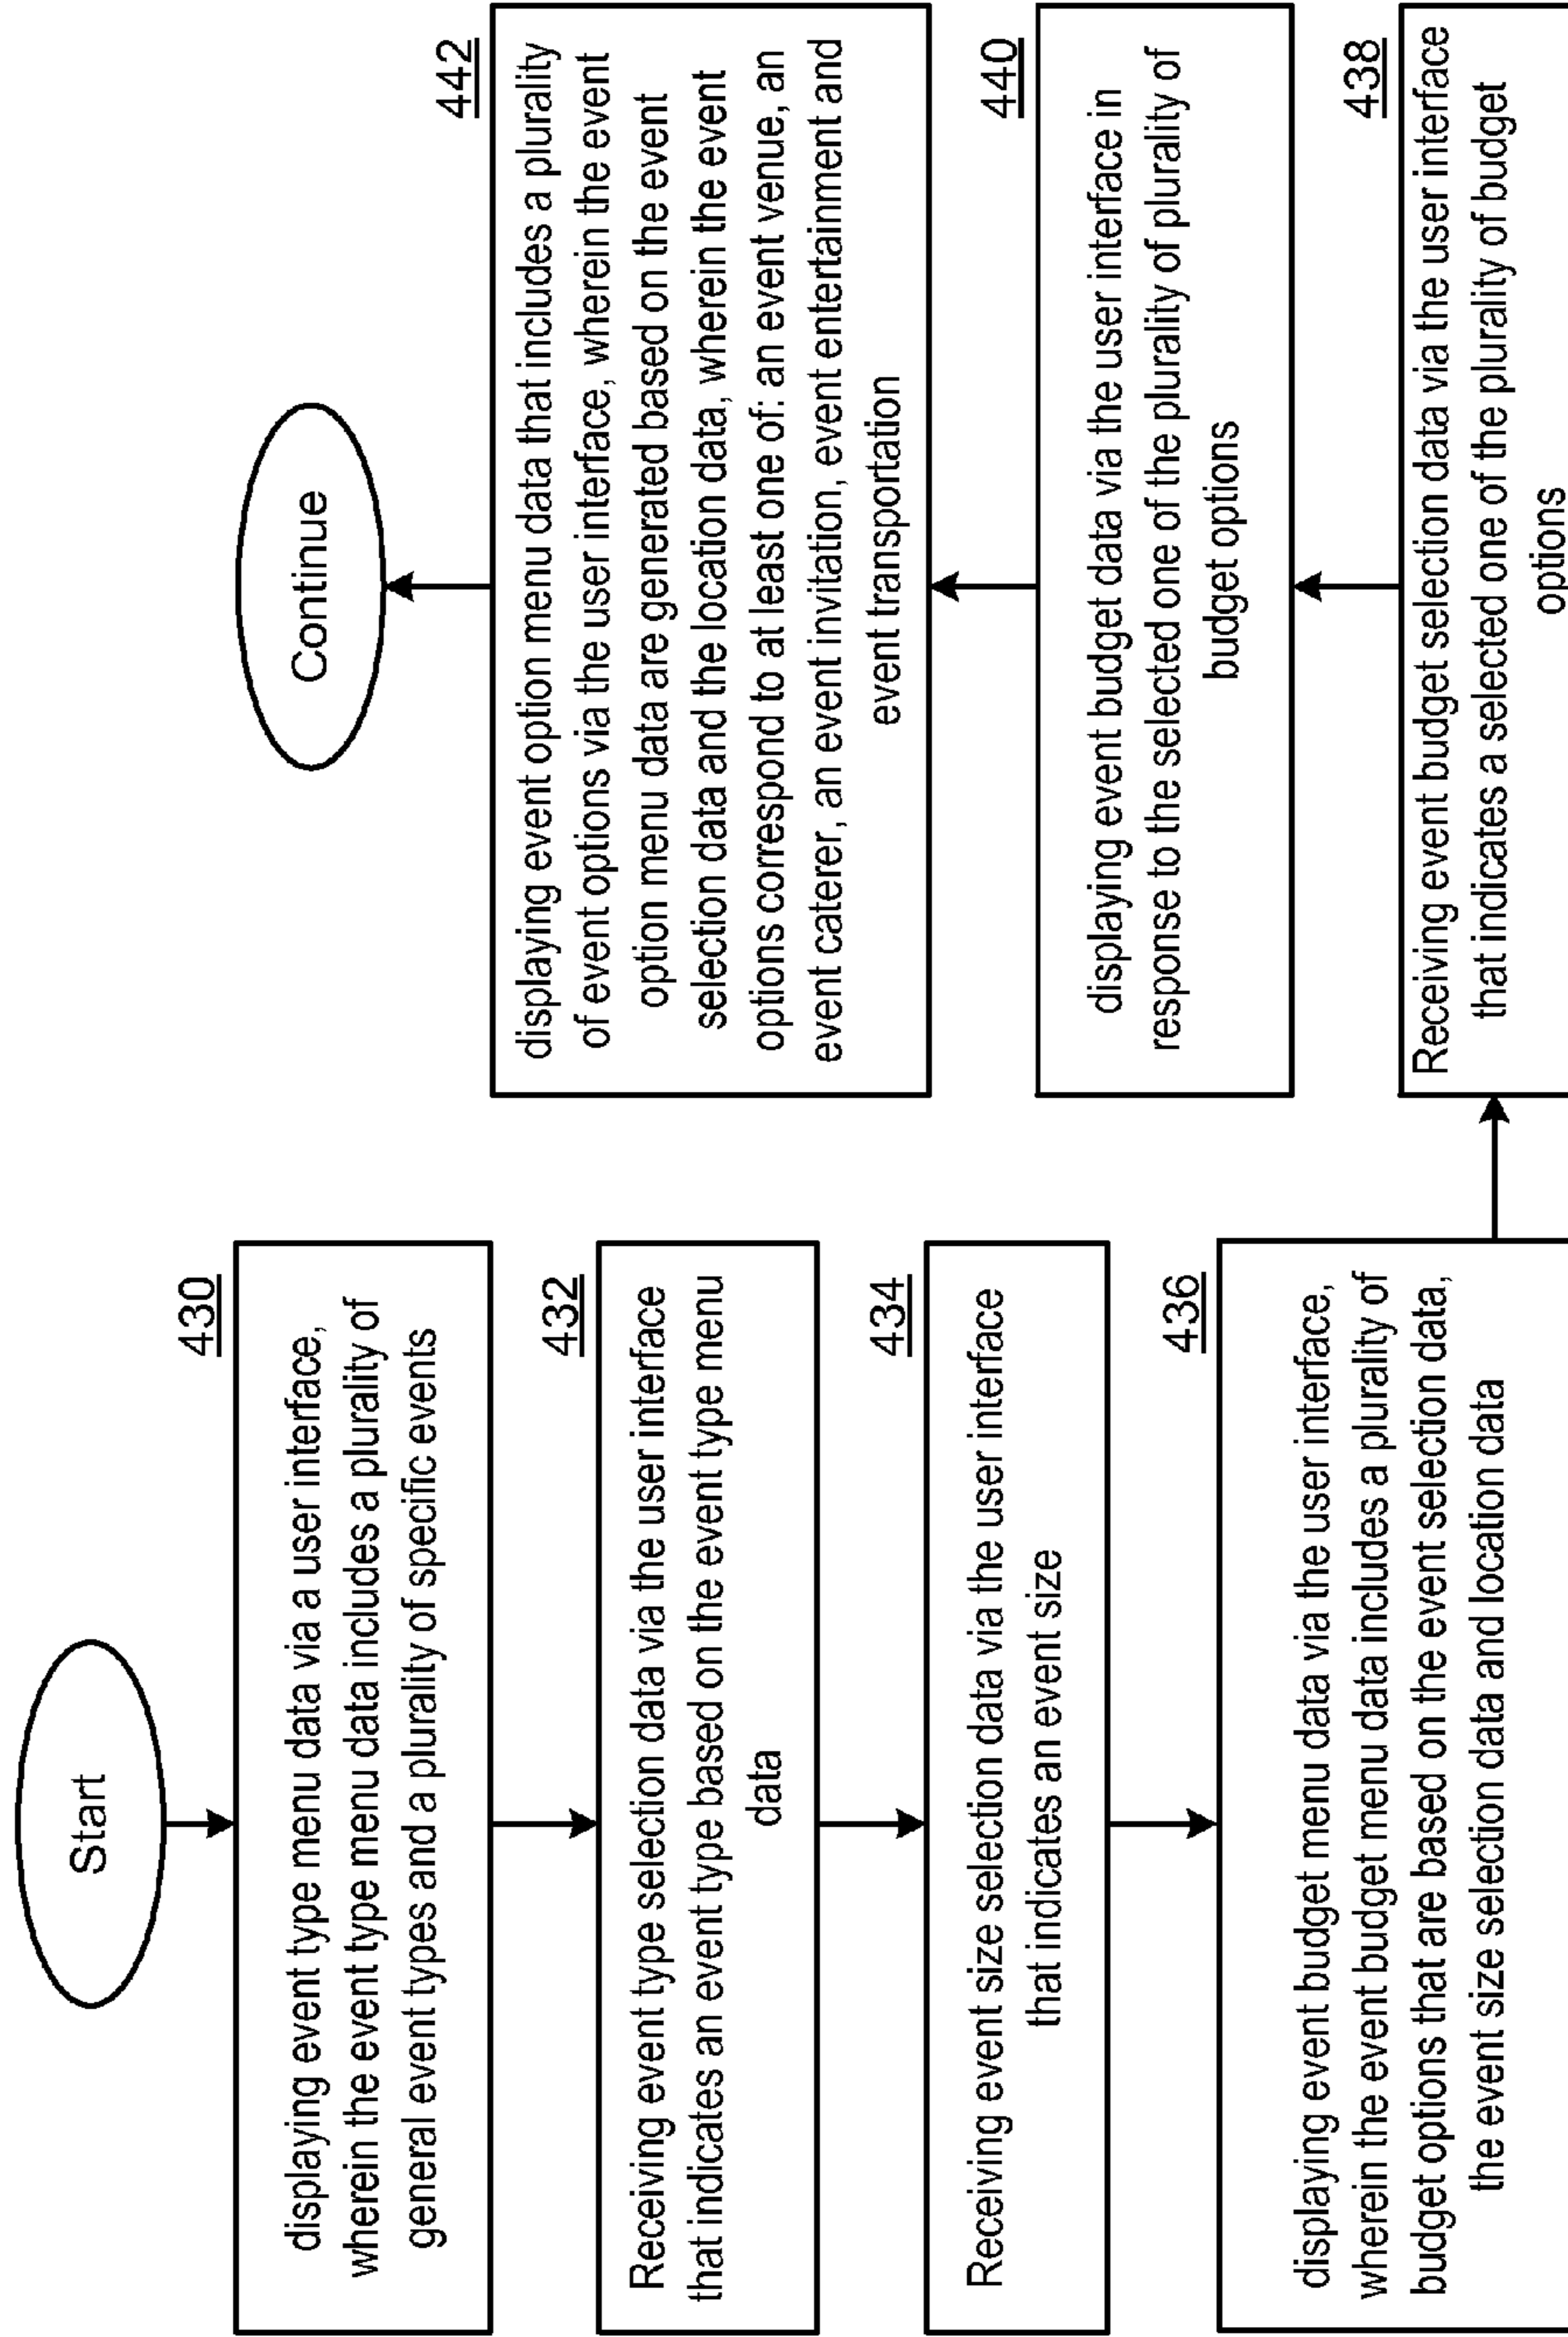 Start
430
displaying event type menu data via a user interface,
wherein the event type menu data includes a plurality of
general event types and a plurality of specific events
432
Receiving event type selection data via the user interface
that indicates an event type based on the event type menu
data
434
Receiving event size selection data via the user interface
that indicates an event size
436
displaying event budget menu data via the user interface,
wherein the event budget menu data includes a plurality of
budget options that are based on the event selection data,
the event size selection data and location data
438
Receiving event budget selection data via the user interface
that indicates a selected one of the plurality of budget
options
440
displaying event budget data via the user interface in
response to the selected one of the plurality of plurality of
budget options
442
displaying event option menu data that includes a plurality
of event options via the user interface, wherein the event
option menu data are generated based on the event
selection data and the location data, wherein the event
options correspond to at least one of: an event venue, an
event caterer, an event invitation, event entertainment and
event transportation
Continue